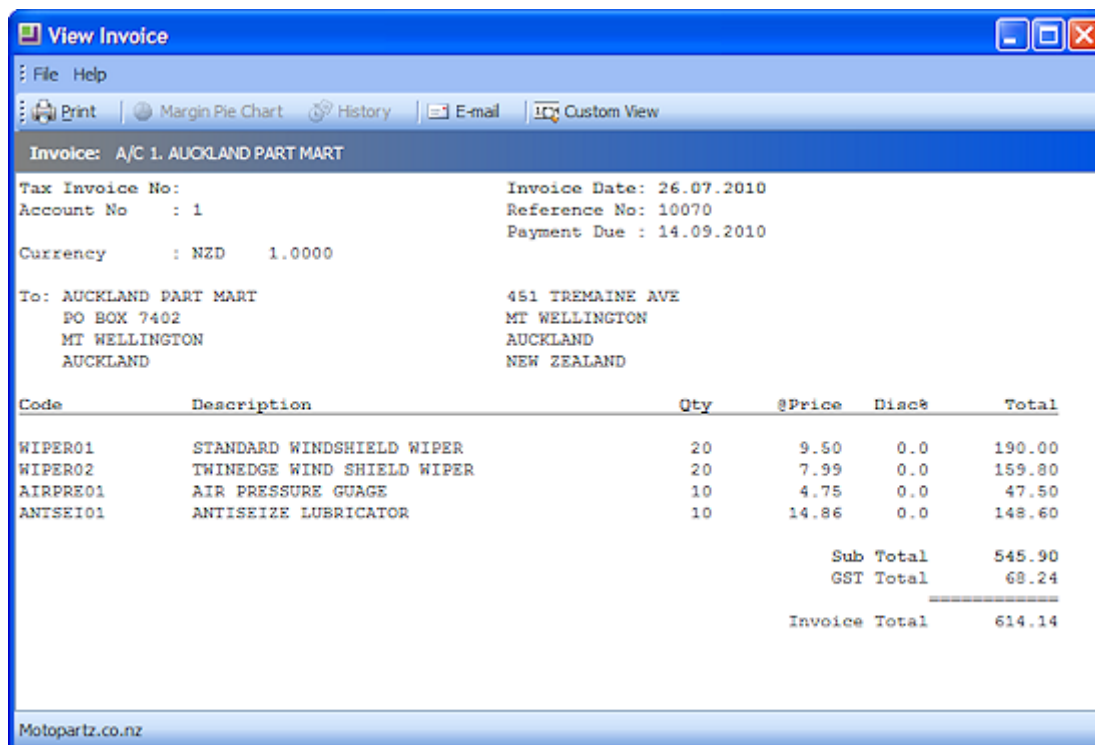 View Invoice
File Help
Print Margin Pie Chart History E-mail Custom View
Invoice: A/C 1. AUCKLAND PART MART
Tax Invoice No: Invoice Date: 26.07.2010
Account No : 1 Reference No: 10070
Payment Due : 14.09.2010
Currency : NZD 1.0000
To: AUCKLAND PART MART 451 TREMAINE AVE
PO BOX 7402 MT WELLINGTON
MT WELLINGTON AUCKLAND
AUCKLAND NEW ZEALAND
Code Description Qty @Price Disc% Total
WIPER01 STANDARD WINDSHIELD WIPER 20 9.50 0.0 190.00
WIPER02 TWINEDGE WIND SHIELD WIPER 20 7.99 0.0 159.80
AIRPRE01 AIR PRESSURE GUAGE 10 4.75 0.0 47.50
ANTSEI01 ANTISEIZE LUBRICATOR 10 14.86 0.0 148.60
Sub Total 545.90
GST Total 68.24
============
Invoice Total 614.14
Motopartz.co.nz